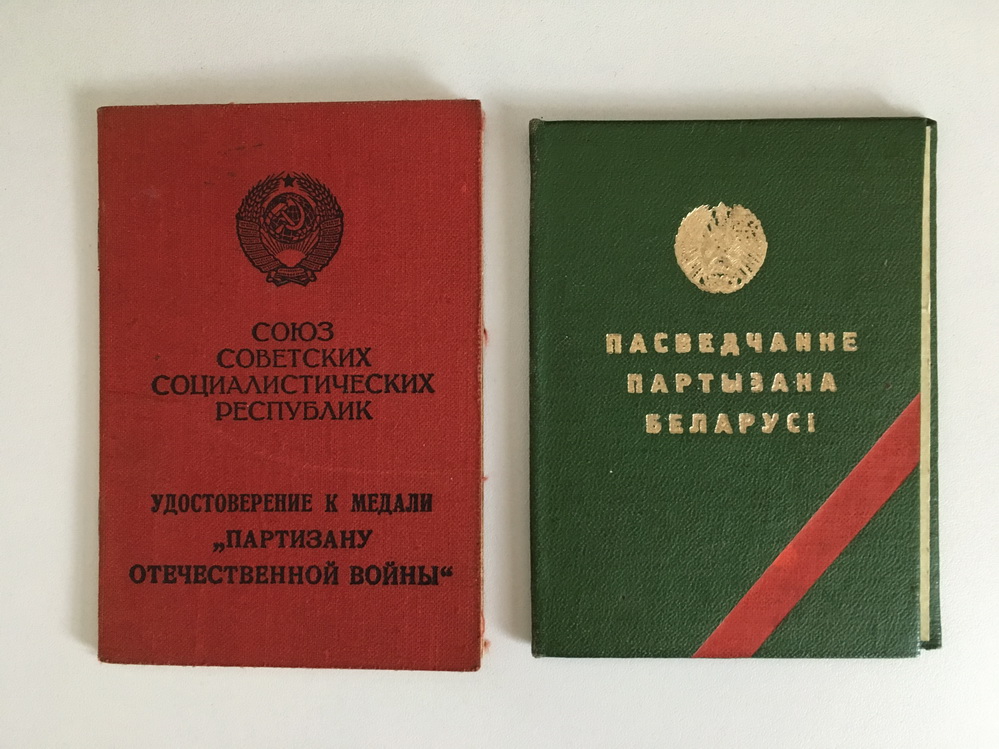 СОЮЗ
СОВЕТСКИХ
СОЦИАЛИСТИЧЕСКИХ
РЕСПУБЛИК
УДОСТОВЕРЕНИЕ К МЕДАЛИ
„ПАРТИЗАНУ
ОТЕЧЕСТВЕННОЙ ВОЙНЫ“
ПАСВЕДЧАННЕ
ПАРТЫЗАНА
БЕЛАРУСІ